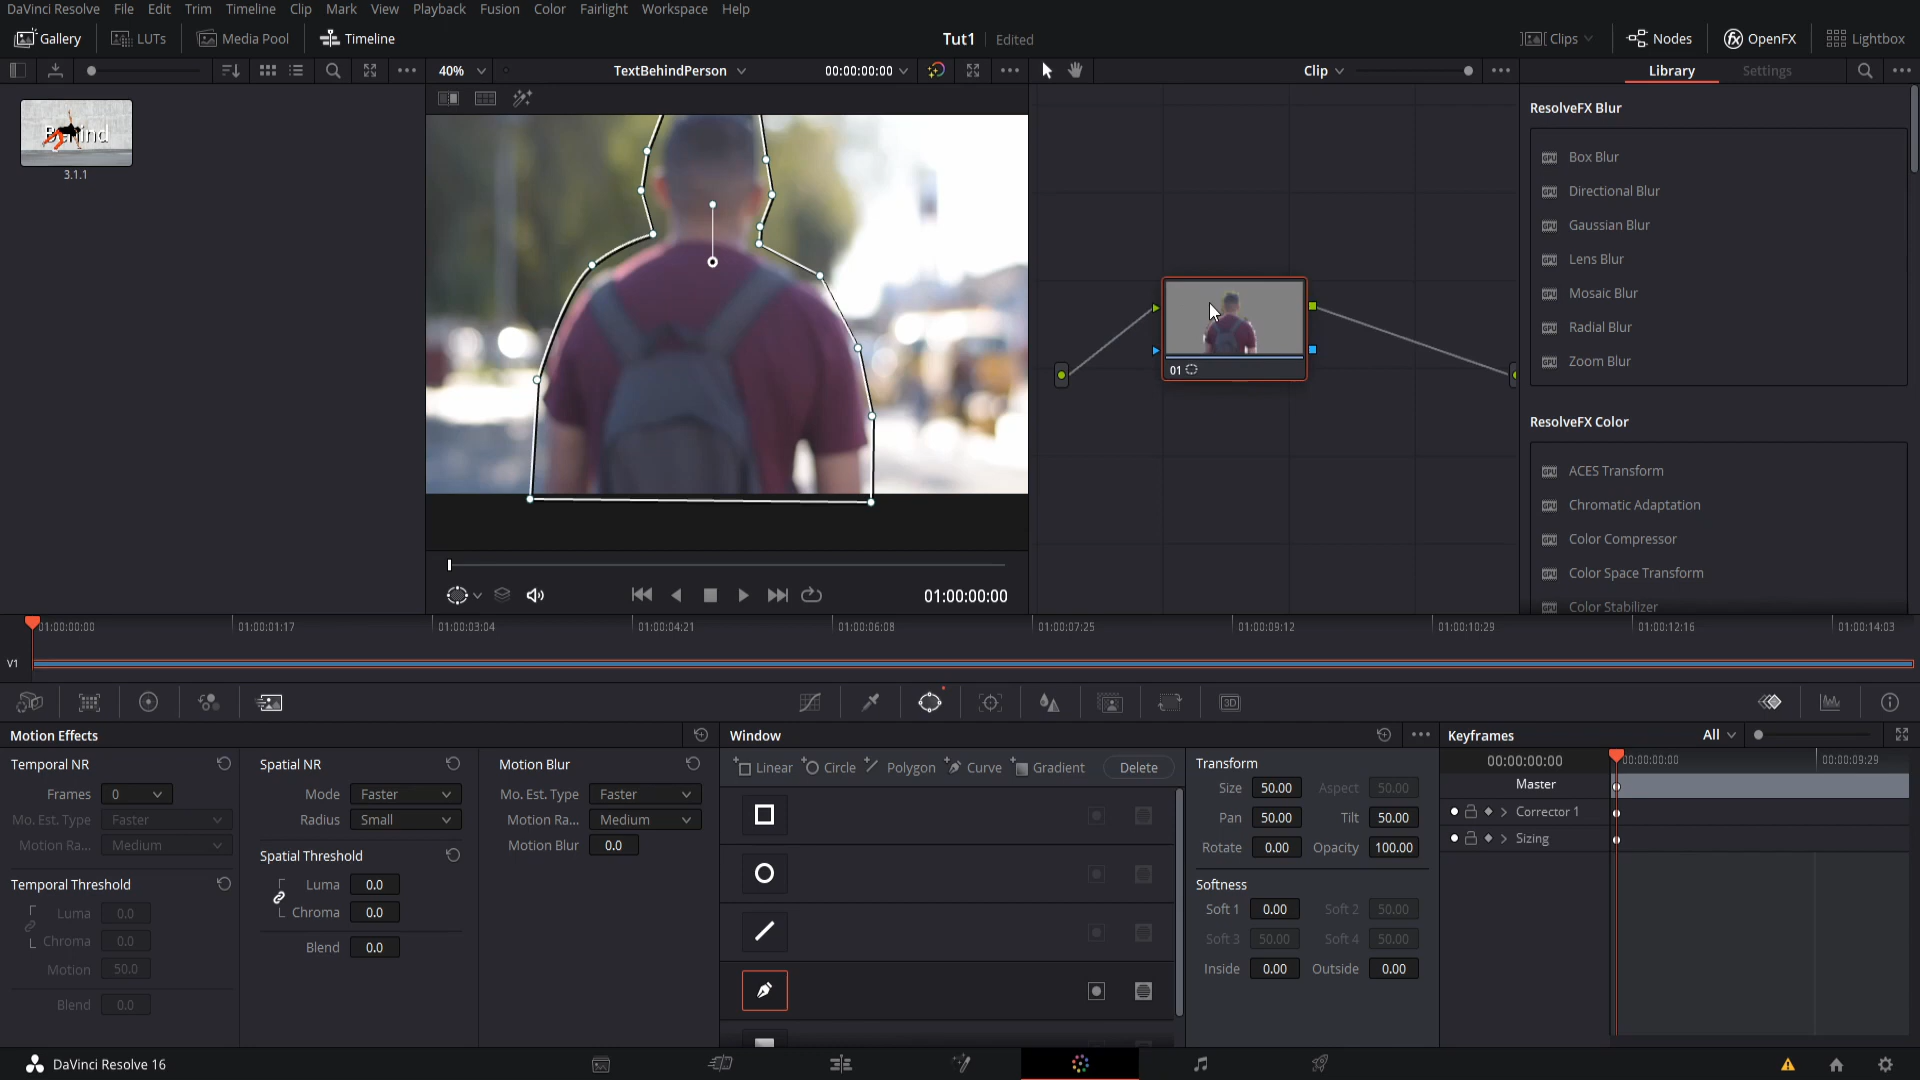 DaVinci Resolve File Edit Trim Timeline Clip Mark View Playback Fusion Color Fairlight Workspace Help
Gallery LUTs Media Pool Timeline Tut1 Edited Clips Nodes OpenFX Lightbox
40% TextBehindPerson 00:00:00:00 Clip Library Settings
ResolveFX Blur
Box Blur
Directional Blur
Gaussian Blur
Lens Blur
Mosaic Blur
Radial Blur
Zoom Blur
ResolveFX Color
ACES Transform
Chromatic Adaptation
Color Compressor
Color Space Transform
Color Stabilizer
3.1.1
01
01:00:00:00
01:00:00:00 01:00:01:17 01:00:03:04 01:00:04:21 01:00:06:08 01:00:07:25 01:00:09:12 01:00:10:29 01:00:12:16 01:00:14:03
V1
3D
Motion Effects
Temporal NR
Frames 0
Mo. Est. Type Faster
Motion Ra... Medium
Temporal Threshold
Luma 0.0
Chroma 0.0
Motion 50.0
Blend 0.0
Spatial NR
Mode Faster
Radius Small
Spatial Threshold
Luma 0.0
Chroma 0.0
Blend 0.0
Motion Blur
Mo. Est. Type Faster
Motion Ra... Medium
Motion Blur 0.0
Window
Linear Circle Polygon Curve Gradient Delete
Transform
Size 50.00 Aspect 50.00
Pan 50.00 Tilt 50.00
Rotate 0.00 Opacity 100.00
Softness
Soft 1 0.00 Soft 2 50.00
Soft 3 50.00 Soft 4 50.00
Inside 0.00 Outside 0.00
Keyframes All
00:00:00:00 00:00:00:00 00:00:09:29
Master
Corrector 1
Sizing
DaVinci Resolve 16